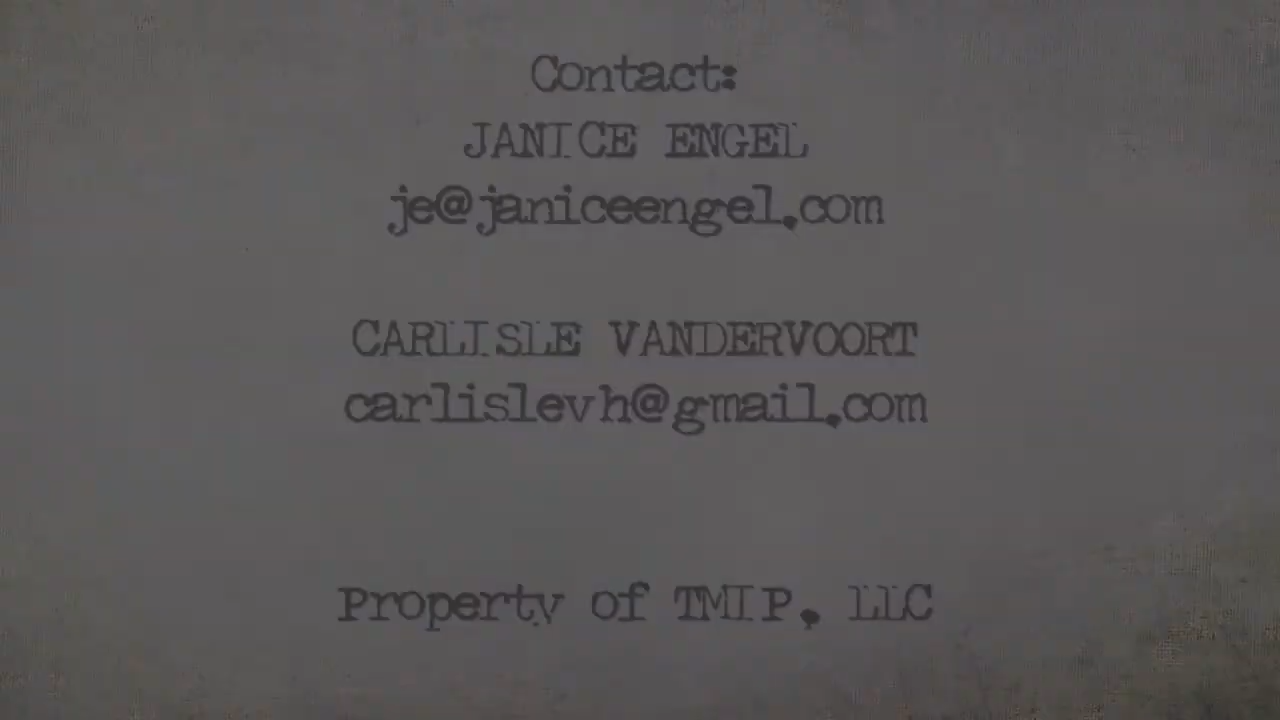 Contact:
JANICE ENGEL
je@janiceengel.com
CARLISLE VANDERVOORT
carlislevh@gmail.com
Property of TMIP, LLC